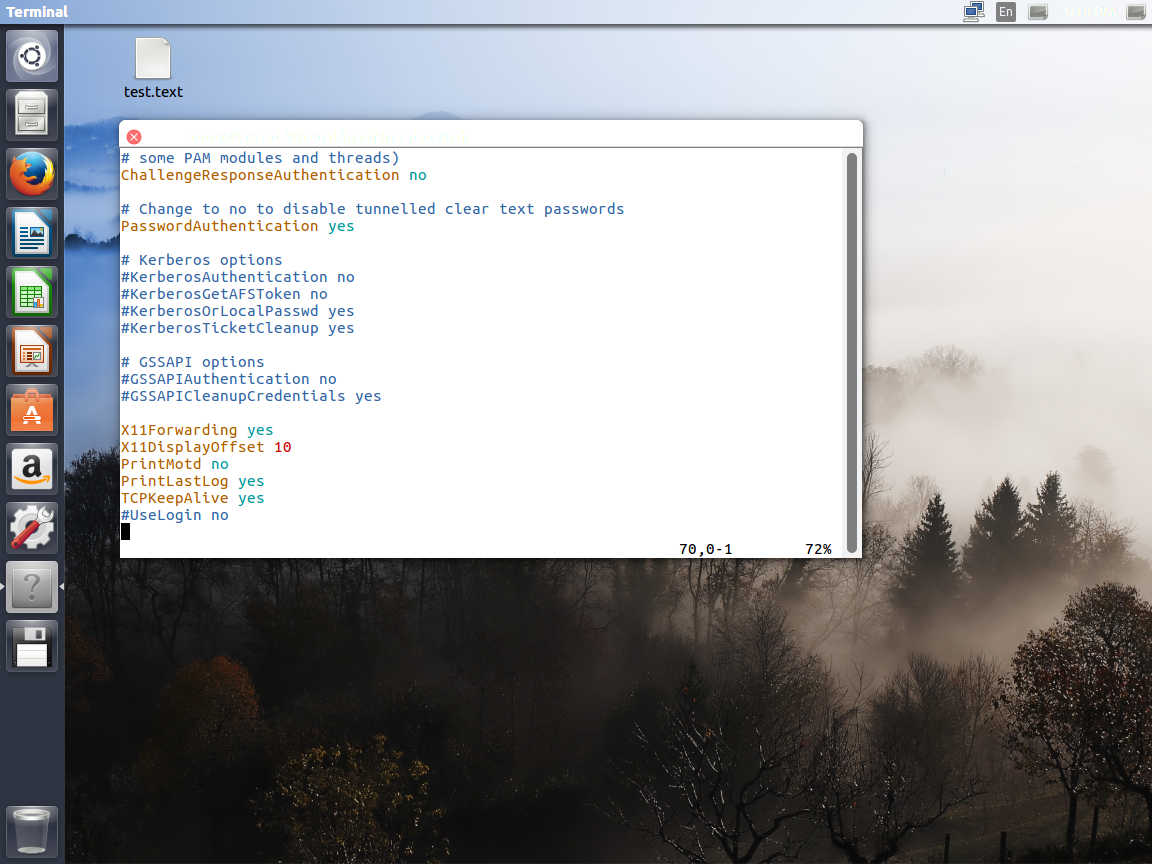 Terminal
En
test.text
# some PAM modules and threads)
ChallengeResponseAuthentication no
# Change to no to disable tunnelled clear text passwords
PasswordAuthentication yes
# Kerberos options
#KerberosAuthentication no
#KerberosGetAFSToken no
#KerberosOrLocalPasswd yes
#KerberosTicketCleanup yes
# GSSAPI options
#GSSAPIAuthentication no
#GSSAPICleanupCredentials yes
X11Forwarding yes
X11DisplayOffset 10
PrintMotd no
PrintLastLog yes
TCPKeepAlive yes
#UseLogin no
70,0-1 72%